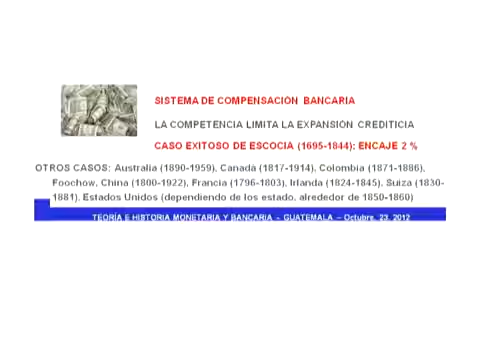 SISTEMA DE COMPENSACIÓN BANCARIA
LA COMPETENCIA LIMITA LA EXPANSIÓN CREDITICIA
CASO EXITOSO DE ESCOCIA (1695-1844): ENCAJE 2 %
OTROS CASOS: Australia (1890-1959), Canadá (1817-1914), Colombia (1871-1886),
Foochow, China (1800-1922), Francia (1796-1803), Irlanda (1824-1845), Suiza (1830-
1881), Estados Unidos (dependiendo de los estado, alrededor de 1850-1860)
TEORÍA E HISTORIA MONETARIA Y BANCARIA - GUATEMALA – Octubre, 23, 2012